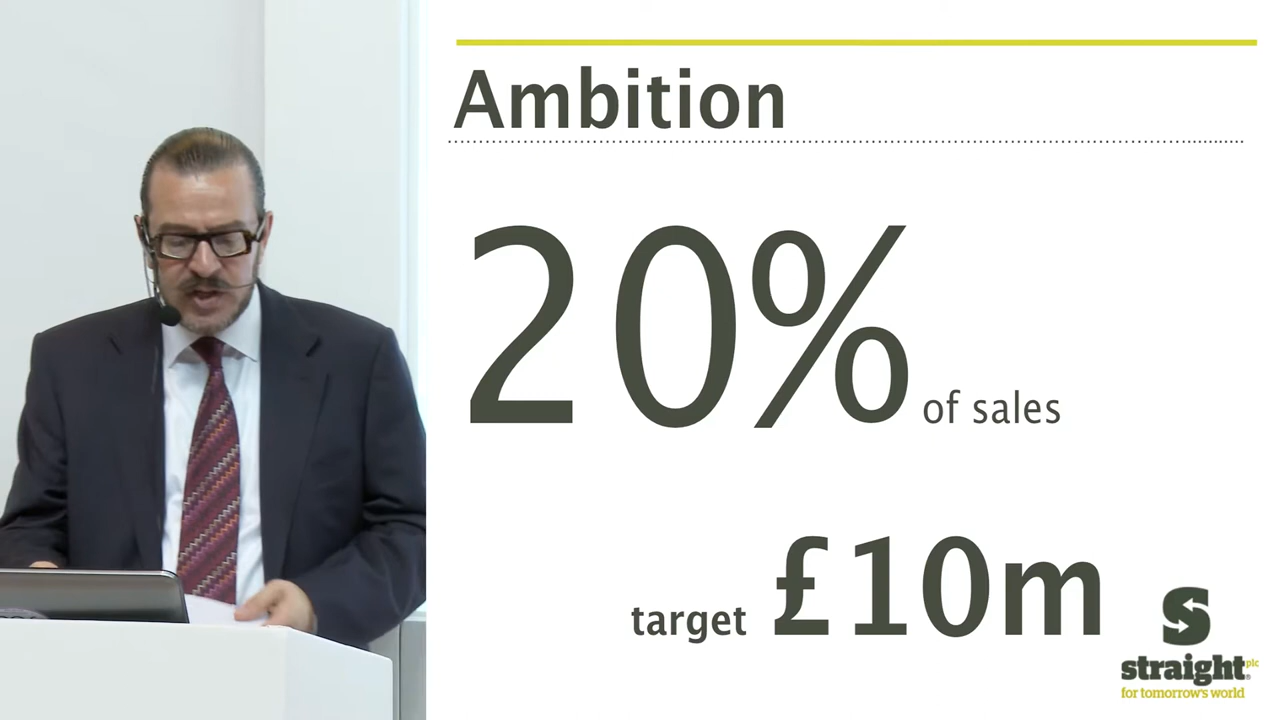 Ambition
20% of sales
target £10m
straight plc®
for tomorrow's world